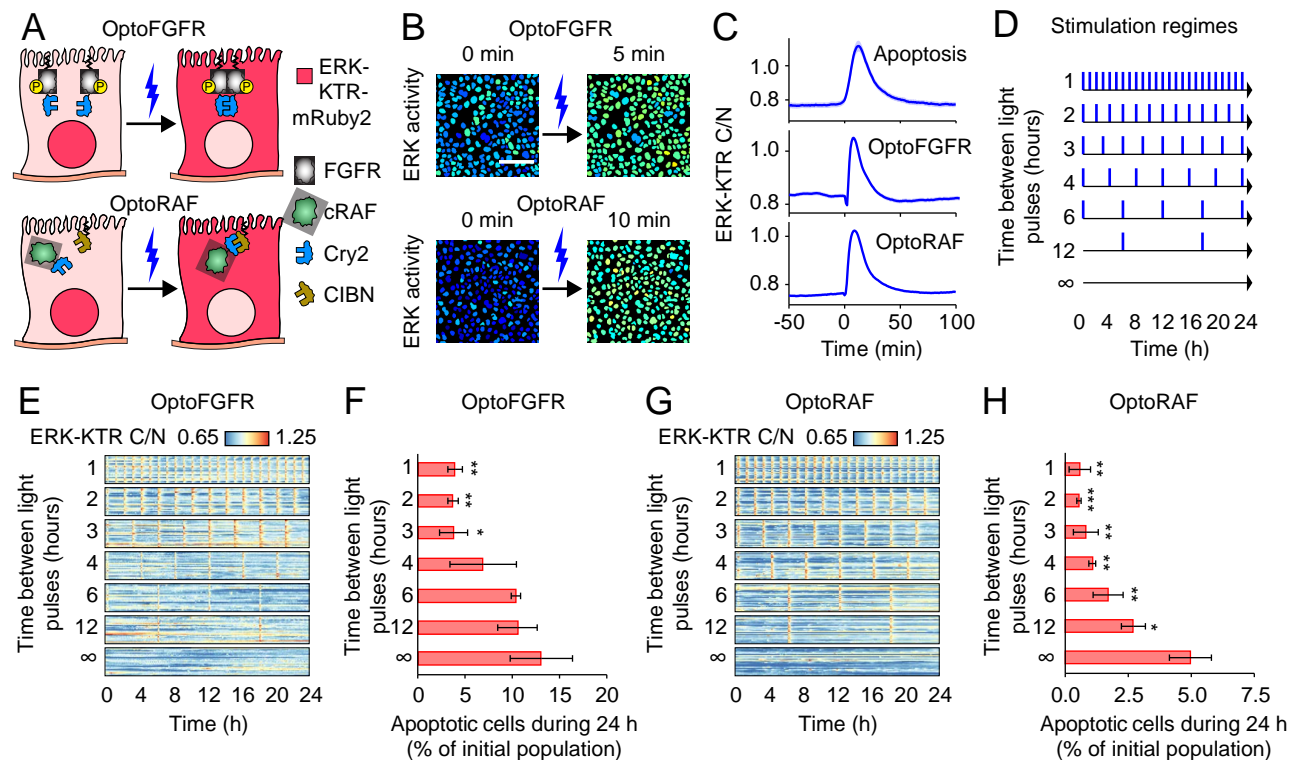 A
OptoFGFR
P
P
ERK-
KTR-
mRuby2
FGFR
OptoRAF
cRAF
Cry2
CIBN
B
OptoFGFR
0 min
5 min
ERK activity
OptoRAF
0 min
10 min
ERK activity
C
Apoptosis
1.0
0.8
OptoFGFR
1.0
0.8
OptoRAF
1.0
0.8
ERK-KTR C/N
-50 0 50 100
Time (min)
D
Stimulation regimes
Time between light
pulses (hours)
1
2
3
4
6
12
∞
0 4 8 12 16 20 24
Time (h)
E
OptoFGFR
ERK-KTR C/N 0.65 1.25
Time between light
pulses (hours)
1
2
3
4
6
12
∞
0 4 8 12 16 20 24
Time (h)
F
OptoFGFR
Time between light
pulses (hours)
1 **
2 **
3 *
4
6
12
∞
0 5 10 15 20
Apoptotic cells during 24 h
(% of initial population)
G
OptoRAF
ERK-KTR C/N 0.65 1.25
Time between light
pulses (hours)
1
2
3
4
6
12
∞
0 4 8 12 16 20 24
Time (h)
H
OptoRAF
Time between light
pulses (hours)
1 **
2 ***
3 **
4 **
6 **
12 *
∞
0.0 2.5 5.0 7.5
Apoptotic cells during 24 h
(% of initial population)